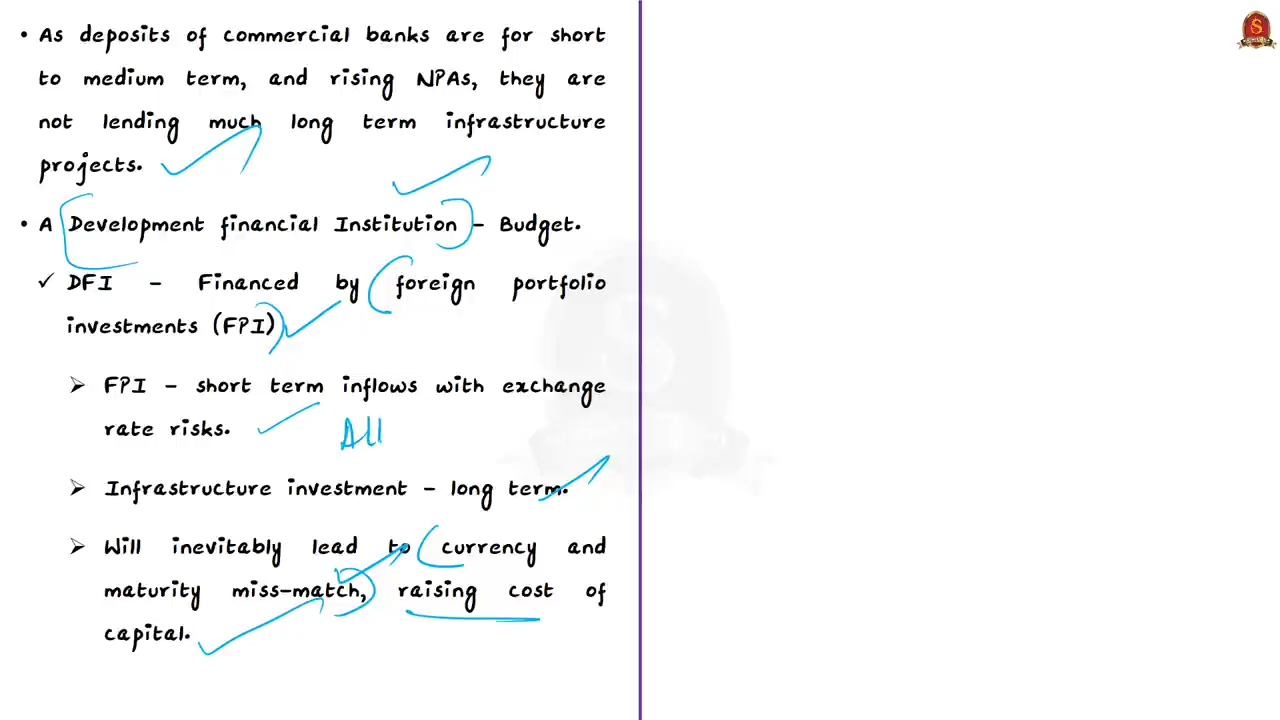 • As deposits of commercial banks are for short
to medium term, and rising NPAs, they are
not lending much long term infrastructure
projects.
• A Development financial Institution - Budget.
✓ DFI - Financed by foreign portfolio
investments (FPI)
➤ FPI - short term inflows with exchange
rate risks.
All
➤ Infrastructure investment - long term.
➤ Will inevitably lead to currency and
maturity miss-match, raising cost of
capital.